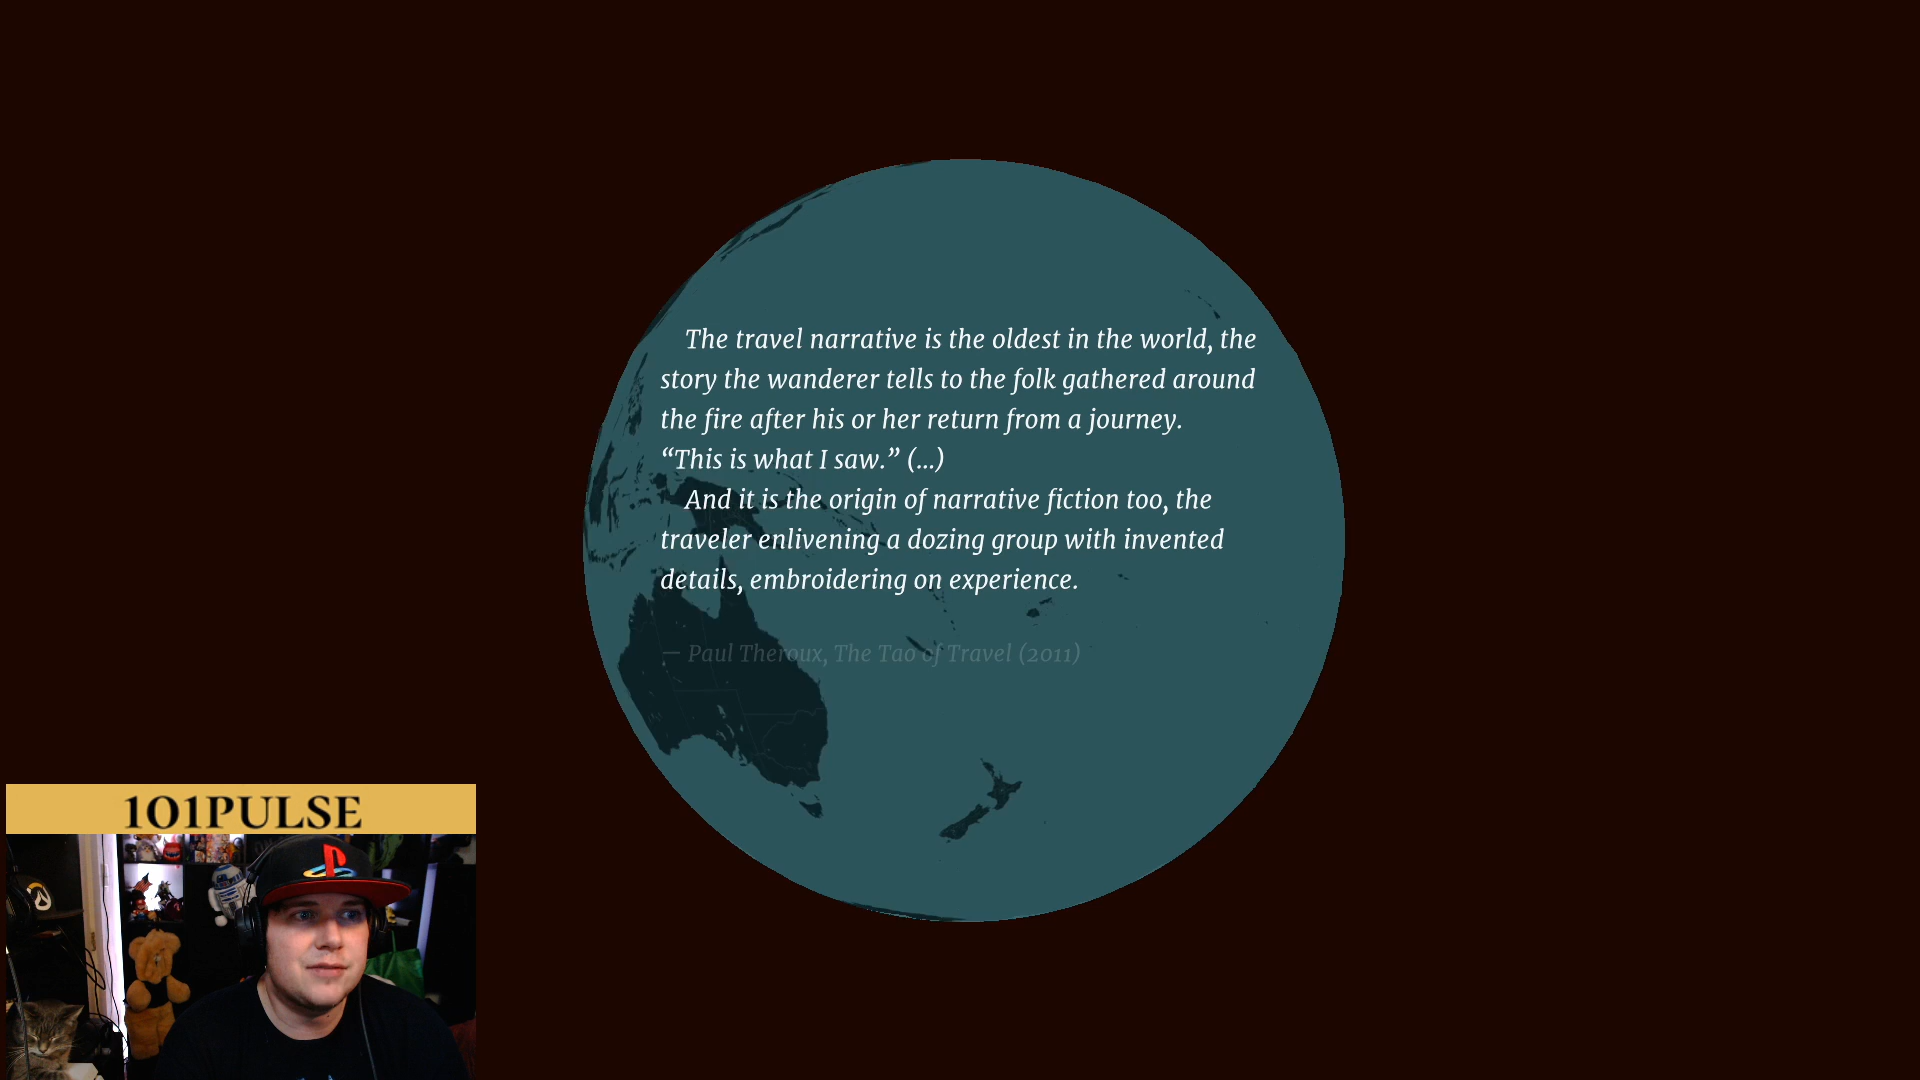 The travel narrative is the oldest in the world, the
story the wanderer tells to the folk gathered around
the fire after his or her return from a journey.
“This is what I saw.” (...)
And it is the origin of narrative fiction too, the
traveler enlivening a dozing group with invented
details, embroidering on experience.
— Paul Theroux, The Tao of Travel (2011)
101PULSE